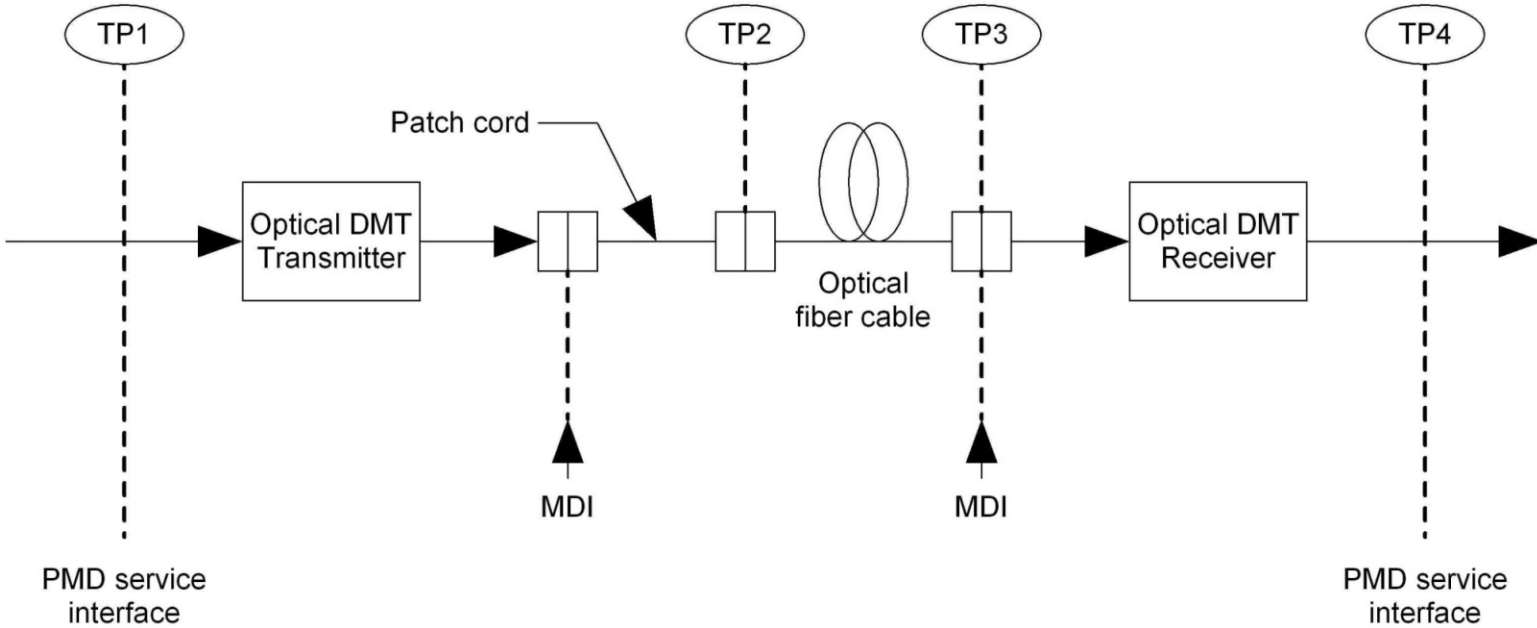 TP1
TP2
TP3
TP4
Patch cord
Optical DMT
Transmitter
Optical
fiber cable
Optical DMT
Receiver
MDI
MDI
PMD service
interface
PMD service
interface